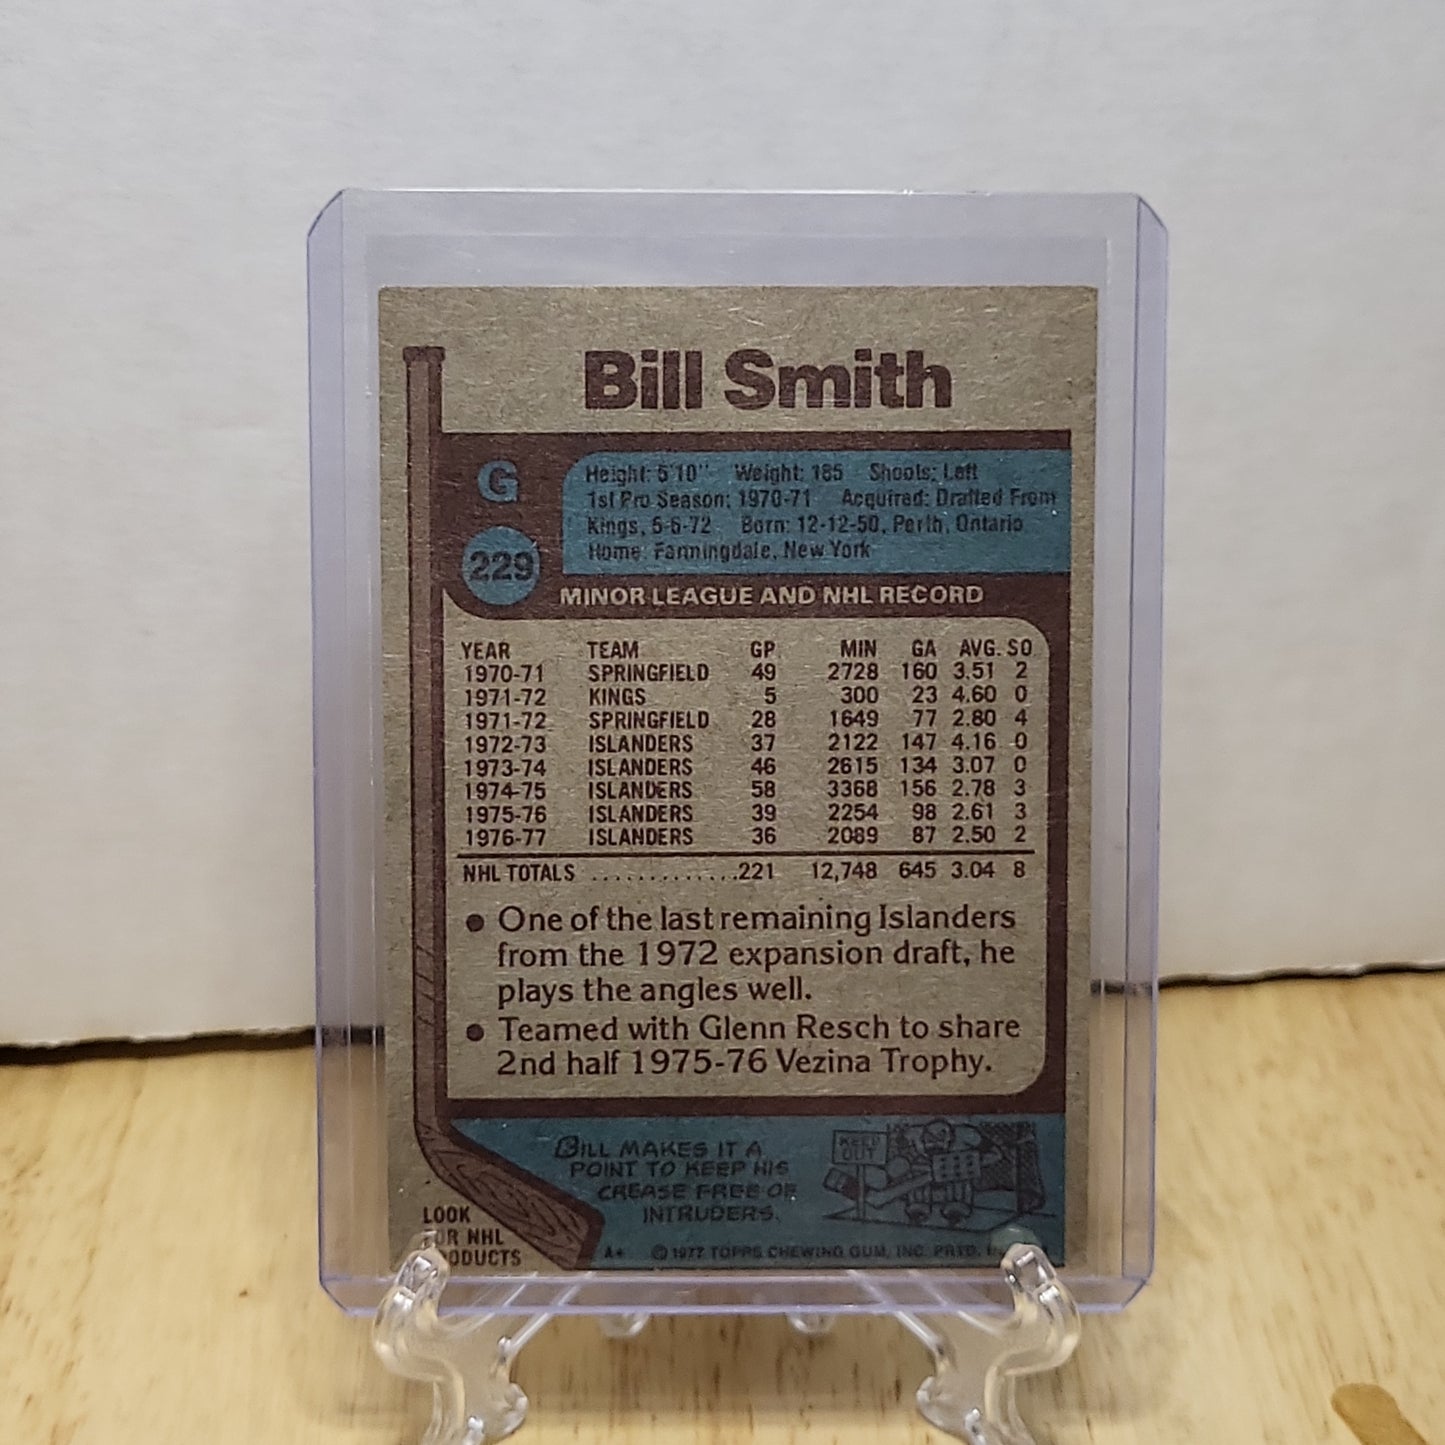 Bill Smith
G
229
Height: 5'10" Weight: 185 Shoots: Left
1st Pro Season: 1970-71 Acquired: Drafted From
Kings, 6-6-72 Born: 12-12-50, Perth, Ontario
Home: Farmingdale, New York
MINOR LEAGUE AND NHL RECORD
YEAR TEAM GP MIN GA AVG. SO
1970-71 SPRINGFIELD 49 2728 160 3.51 2
1971-72 KINGS 5 300 23 4.60 0
1971-72 SPRINGFIELD 28 1649 77 2.80 4
1972-73 ISLANDERS 37 2122 147 4.16 0
1973-74 ISLANDERS 46 2615 134 3.07 0
1974-75 ISLANDERS 58 3368 156 2.78 3
1975-76 ISLANDERS 39 2254 98 2.61 3
1976-77 ISLANDERS 36 2089 87 2.50 2
NHL TOTALS ..............221 12,748 645 3.04 8
● One of the last remaining Islanders
from the 1972 expansion draft, he
plays the angles well.
● Teamed with Glenn Resch to share
2nd half 1975-76 Vezina Trophy.
BILL MAKES IT A
POINT TO KEEP HIS
CREASE FREE OF
INTRUDERS.
KEEP
OUT
LOOK
FOR NHL
PRODUCTS
A* © 1977 TOPPS CHEWING GUM, INC. PRTD.